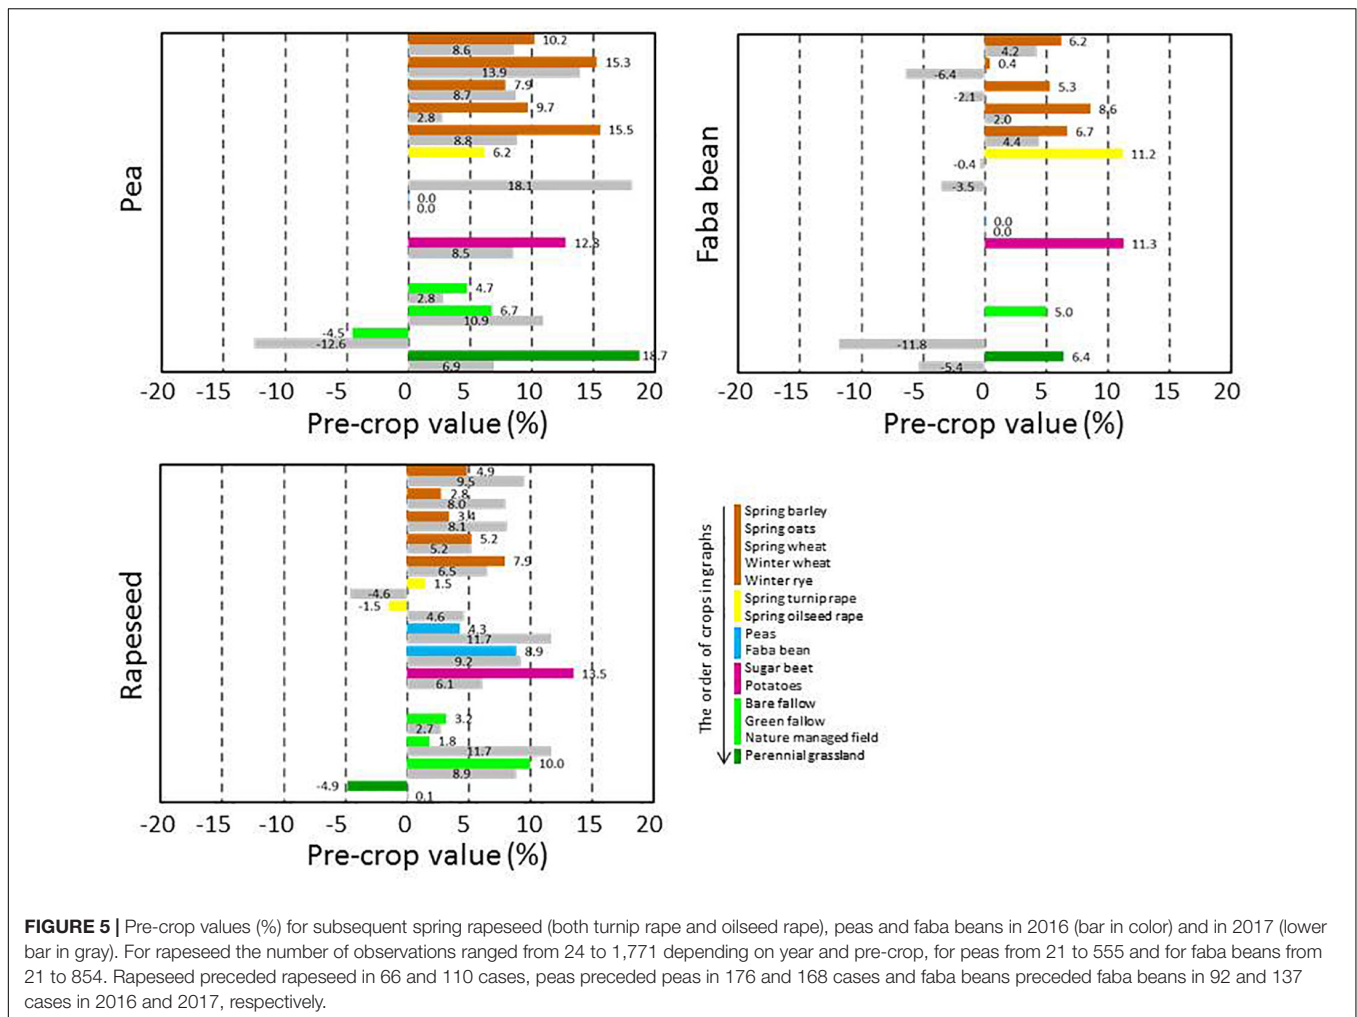 Pea
10.2
8.6
15.3
13.9
7.9
8.7
9.7
2.8
15.5
8.8
6.2
18.1
0.0
0.0
12.3
8.5
4.7
2.8
6.7
10.9
-4.5
-12.6
18.7
6.9
-20 -15 -10 -5 0 5 10 15 20
Pre-crop value (%)
Faba bean
6.2
4.2
0.4
-6.4
5.3
-2.1
8.6
2.0
6.7
4.4
11.2
-0.4
-3.5
0.0
0.0
11.3
5.0
-11.8
6.4
-5.4
-20 -15 -10 -5 0 5 10 15 20
Pre-crop value (%)
Rapeseed
4.9
9.5
2.8
8.0
3.4
8.1
5.2
5.2
7.9
6.5
1.5
-4.6
-1.5
4.6
4.3
11.7
8.9
9.2
13.5
6.1
3.2
2.7
1.8
11.7
10.0
8.9
-4.9
0.1
-20 -15 -10 -5 0 5 10 15 20
Pre-crop value (%)
The order of crops in graphs
Spring barley
Spring oats
Spring wheat
Winter wheat
Winter rye
Spring turnip rape
Spring oilseed rape
Peas
Faba bean
Sugar beet
Potatoes
Bare fallow
Green fallow
Nature managed field
Perennial grassland
FIGURE 5 | Pre-crop values (%) for subsequent spring rapeseed (both turnip rape and oilseed rape), peas and faba beans in 2016 (bar in color) and in 2017 (lower
bar in gray). For rapeseed the number of observations ranged from 24 to 1,771 depending on year and pre-crop, for peas from 21 to 555 and for faba beans from
21 to 854. Rapeseed preceded rapeseed in 66 and 110 cases, peas preceded peas in 176 and 168 cases and faba beans preceded faba beans in 92 and 137
cases in 2016 and 2017, respectively.